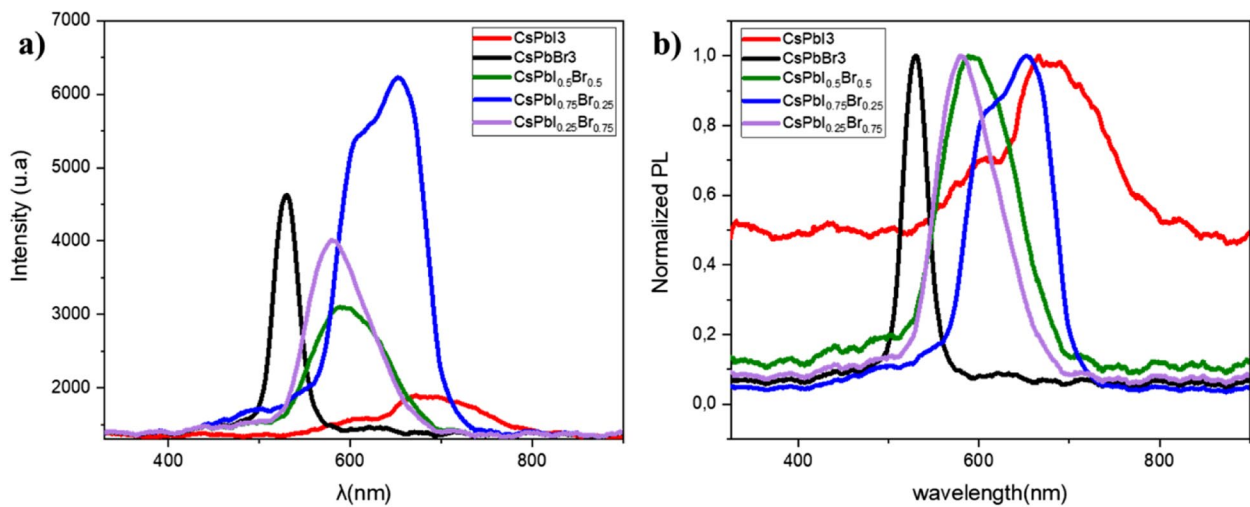 a)
7000
6000
5000
4000
3000
2000
Intensity (u.a)
400
600
800
λ(nm)
CsPbI3
CsPbBr3
CsPbI0.5Br0.5
CsPbI0.75Br0.25
CsPbI0.25Br0.75
b)
1,0
0,8
0,6
0,4
0,2
0,0
Normalized PL
400
600
800
wavelength(nm)
CsPbI3
CsPbBr3
CsPbI0.5Br0.5
CsPbI0.75Br0.25
CsPbI0.25Br0.75